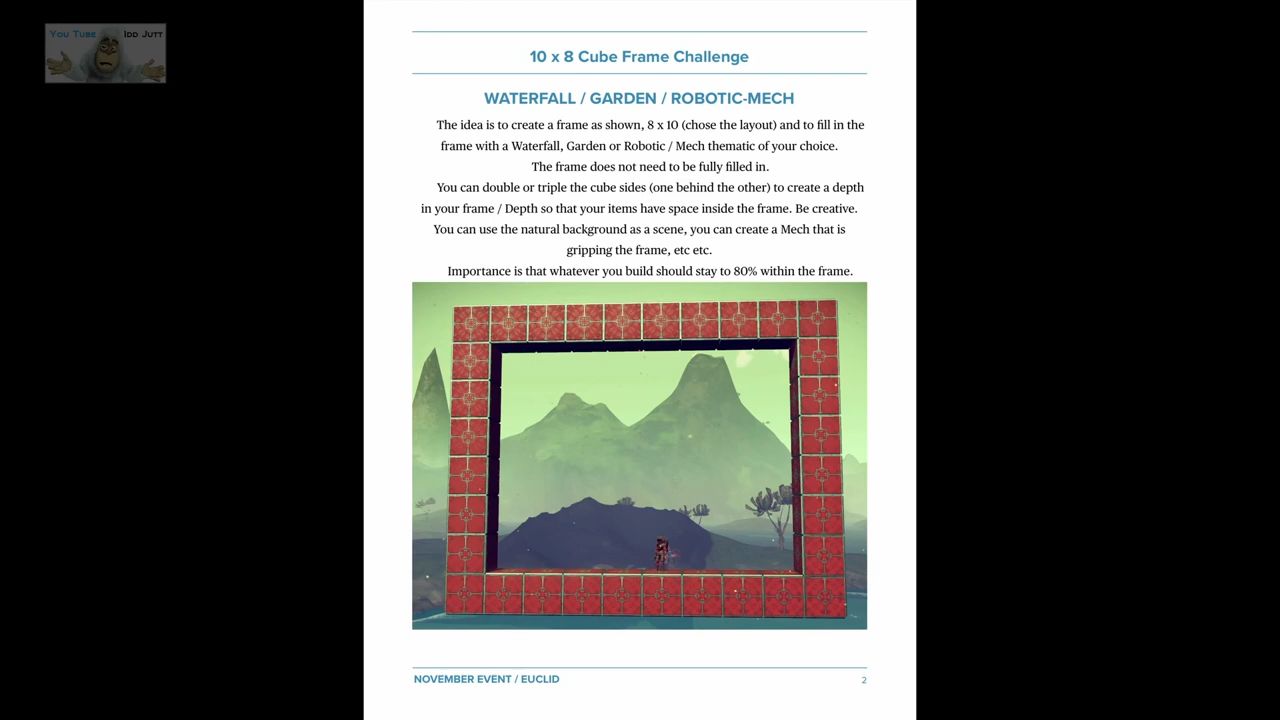 You Tube Idd Jutt
10 x 8 Cube Frame Challenge
WATERFALL / GARDEN / ROBOTIC-MECH
The idea is to create a frame as shown, 8 x 10 (chose the layout) and to fill in the
frame with a Waterfall, Garden or Robotic / Mech thematic of your choice.
The frame does not need to be fully filled in.
You can double or triple the cube sides (one behind the other) to create a depth
in your frame / Depth so that your items have space inside the frame. Be creative.
You can use the natural background as a scene, you can create a Mech that is
gripping the frame, etc etc.
Importance is that whatever you build should stay to 80% within the frame.
NOVEMBER EVENT / EUCLID 2